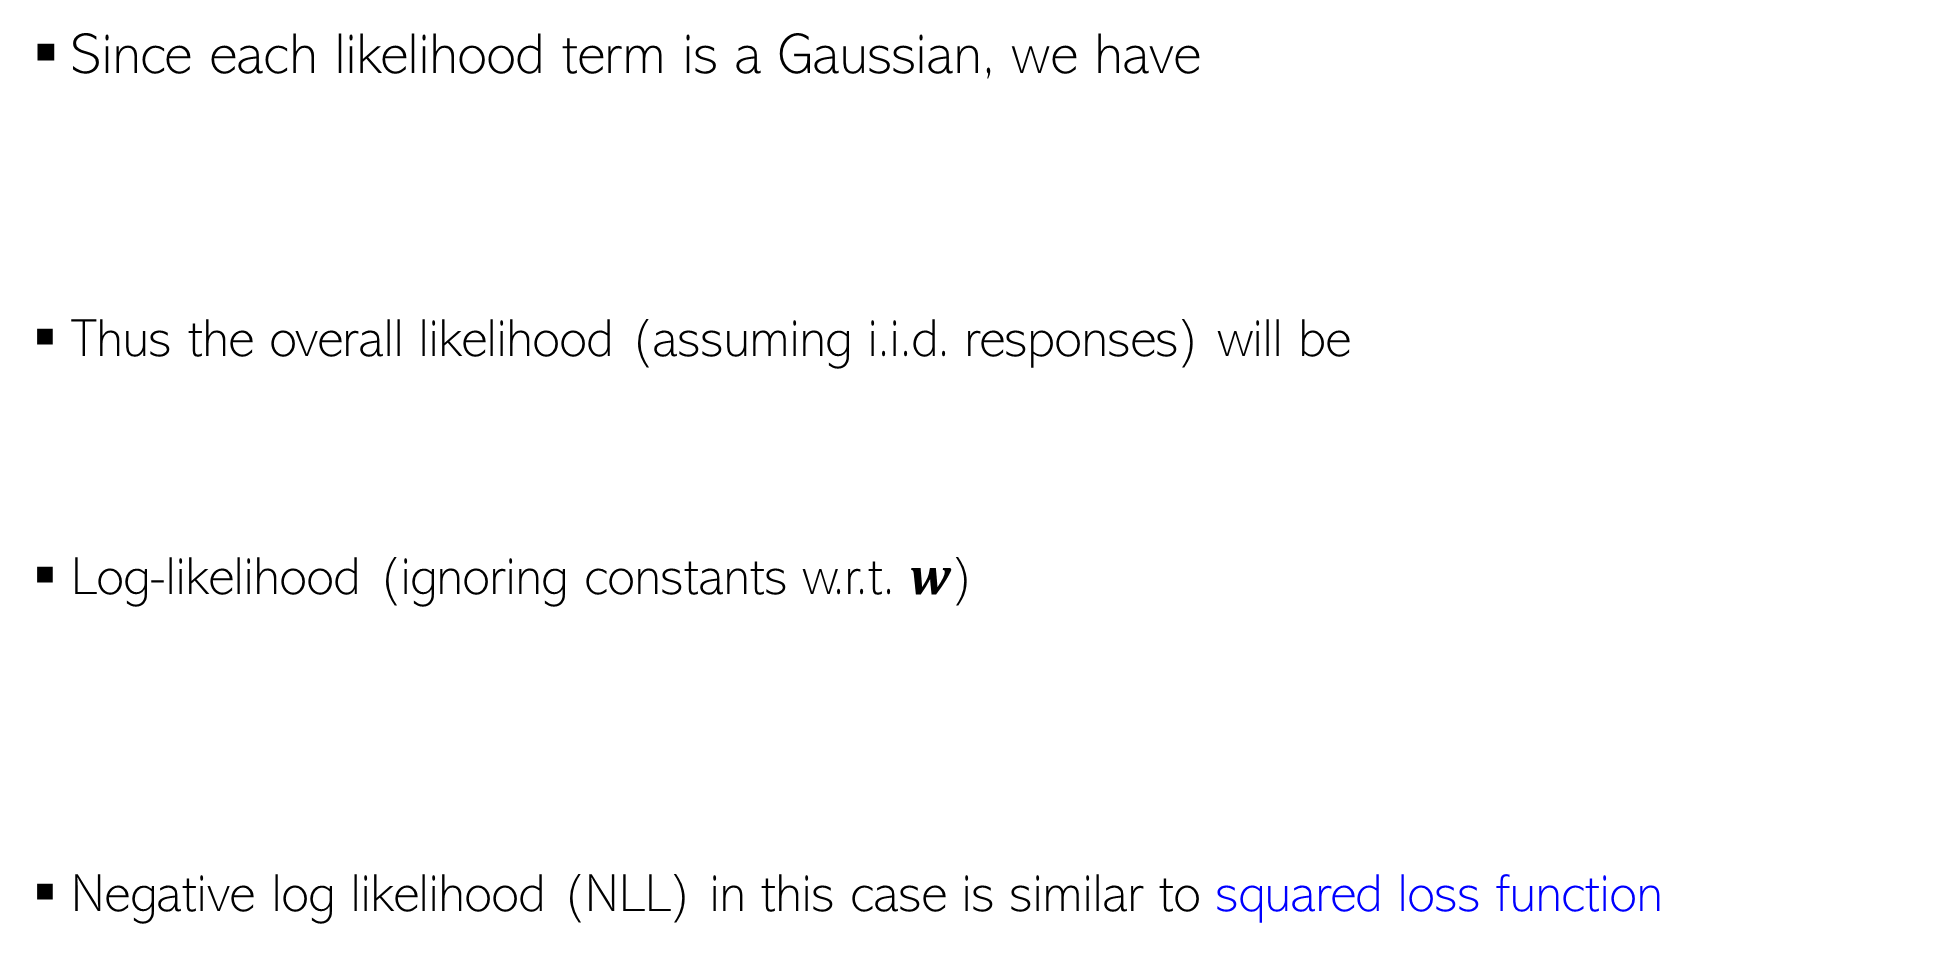 ▪ Since each likelihood term is a Gaussian, we have
▪ Thus the overall likelihood (assuming i.i.d. responses) will be
▪ Log-likelihood (ignoring constants w.r.t. w)
▪ Negative log likelihood (NLL) in this case is similar to squared loss function